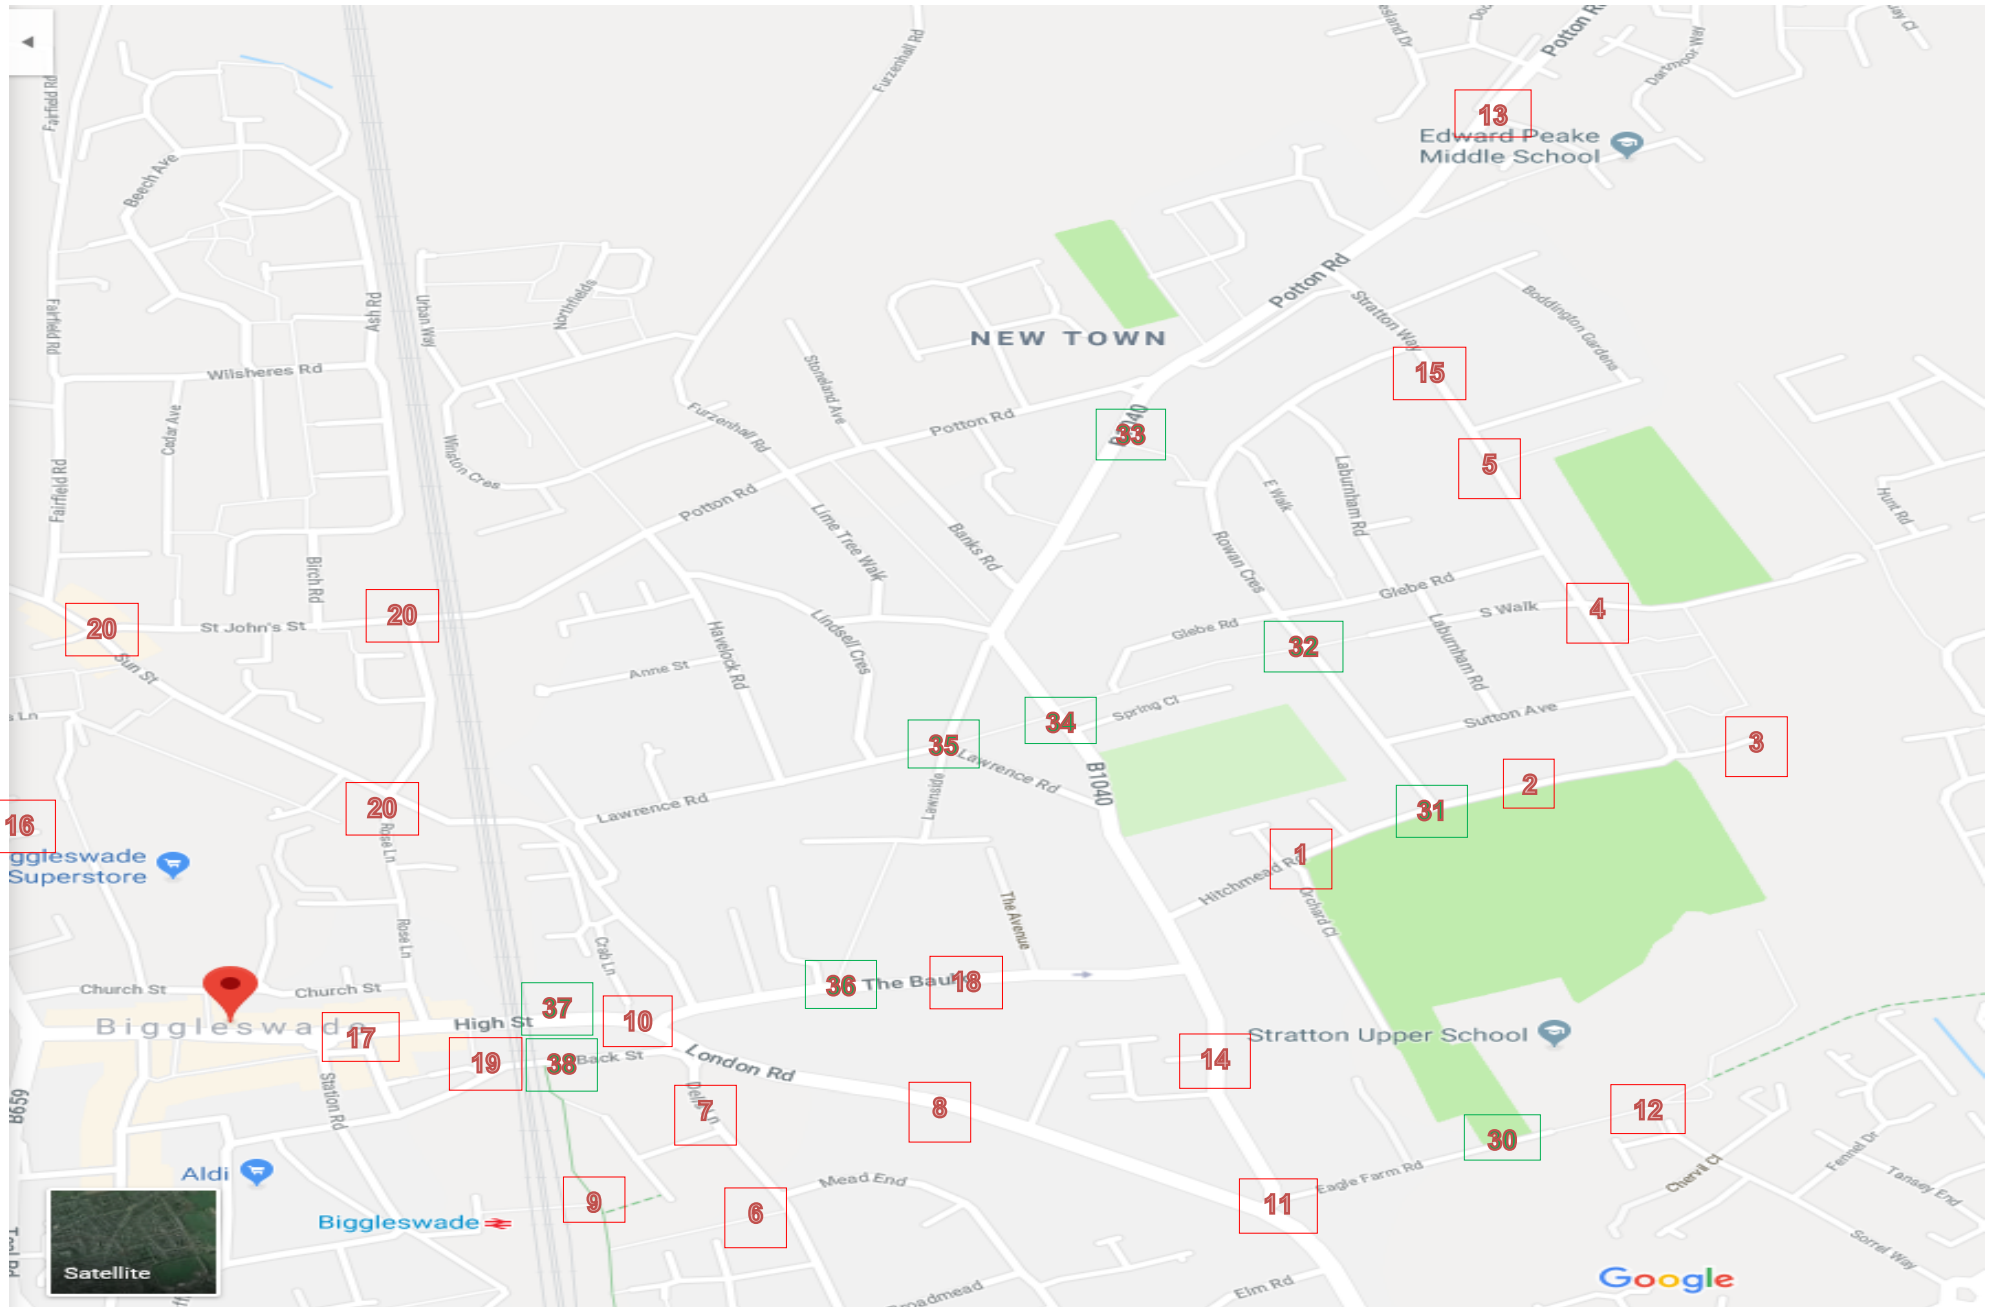 Furzenhall Rd
Potton Rd
Dartmoor Way
Fairfield Rd
13
Edward Peake
Middle School
Beech Ave
Potton Rd
Ash Rd
Urban Way
Northfields
Fairfield Rd
Stratton Way
Boddington Gardens
NEW TOWN
15
Wilsheres Rd
Stoneland Ave
Cedar Ave
Furzenhall Rd
Potton Rd
33
Winston Cres
5
Fairfield Rd
E Walk
Laburnham Rd
Potton Rd
Lime Tree Walk
Banks Rd
Hunt Rd
Rowan Cres
Birch Rd
Glebe Rd
20
20
St John's St
S Walk
4
Lindsell Cres
Havelock Rd
Glebe Rd
32
Laburnham Rd
Sun St
Anne St
34
Spring Cl
Sutton Ave
35
3
Lawrence Rd
B1040
2
Lawnside
20
Lawrence Rd
31
16
Rose Ln
1
ggleswade
Superstore
Hitchmead Rd
Orchard Cl
The Avenue
Rose Ln
Crab Ln
36
The Bau
18
Church St
Church St
37
High St
10
Biggleswade
17
Stratton Upper School
19
38
Back St
London Rd
14
Station Rd
B659
7
8
12
30
Aldi
Eagle Farm Rd
Chervil Cl
Fennel Dr
Tansey End
Mead End
9
6
11
Biggleswade
Sorrel Way
Satellite
Elm Rd
Google